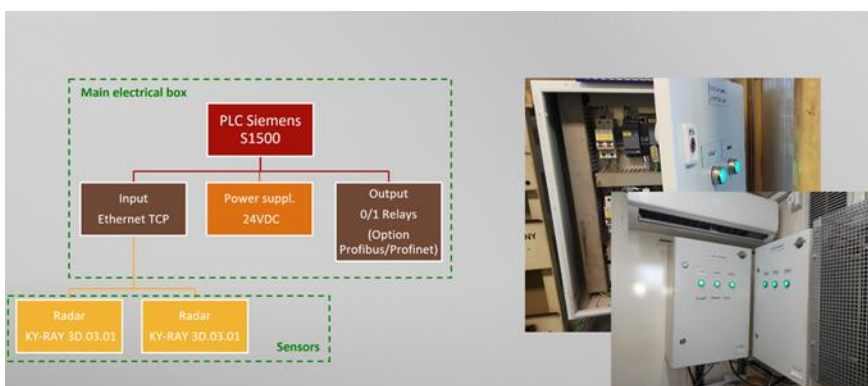 Main electrical box
PLC Siemens
S1500
Input
Ethernet TCP
Power suppl.
24VDC
Output
0/1 Relays
(Option
Profibus/Profinet)
Radar
KY-RAY 3D.03.01
Radar
KY-RAY 3D.03.01
Sensors